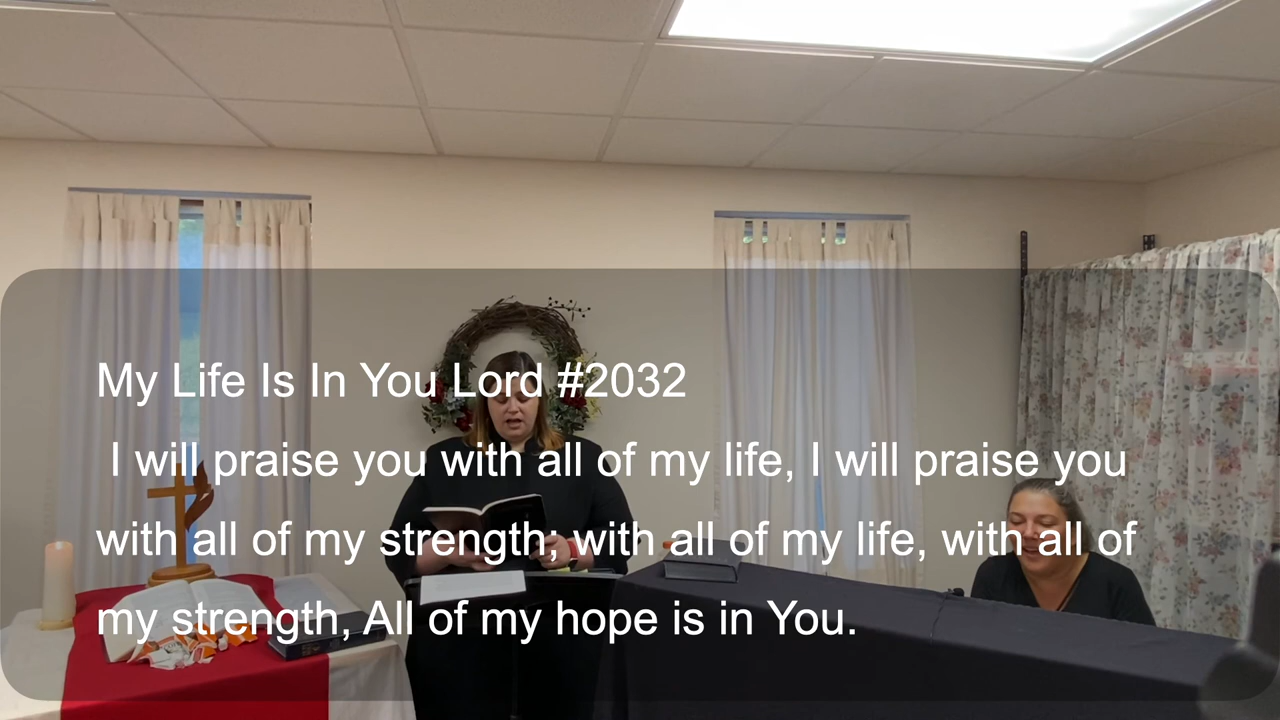 My Life Is In You Lord #2032
I will praise you with all of my life, I will praise you
with all of my strength; with all of my life, with all of
my strength, All of my hope is in You.